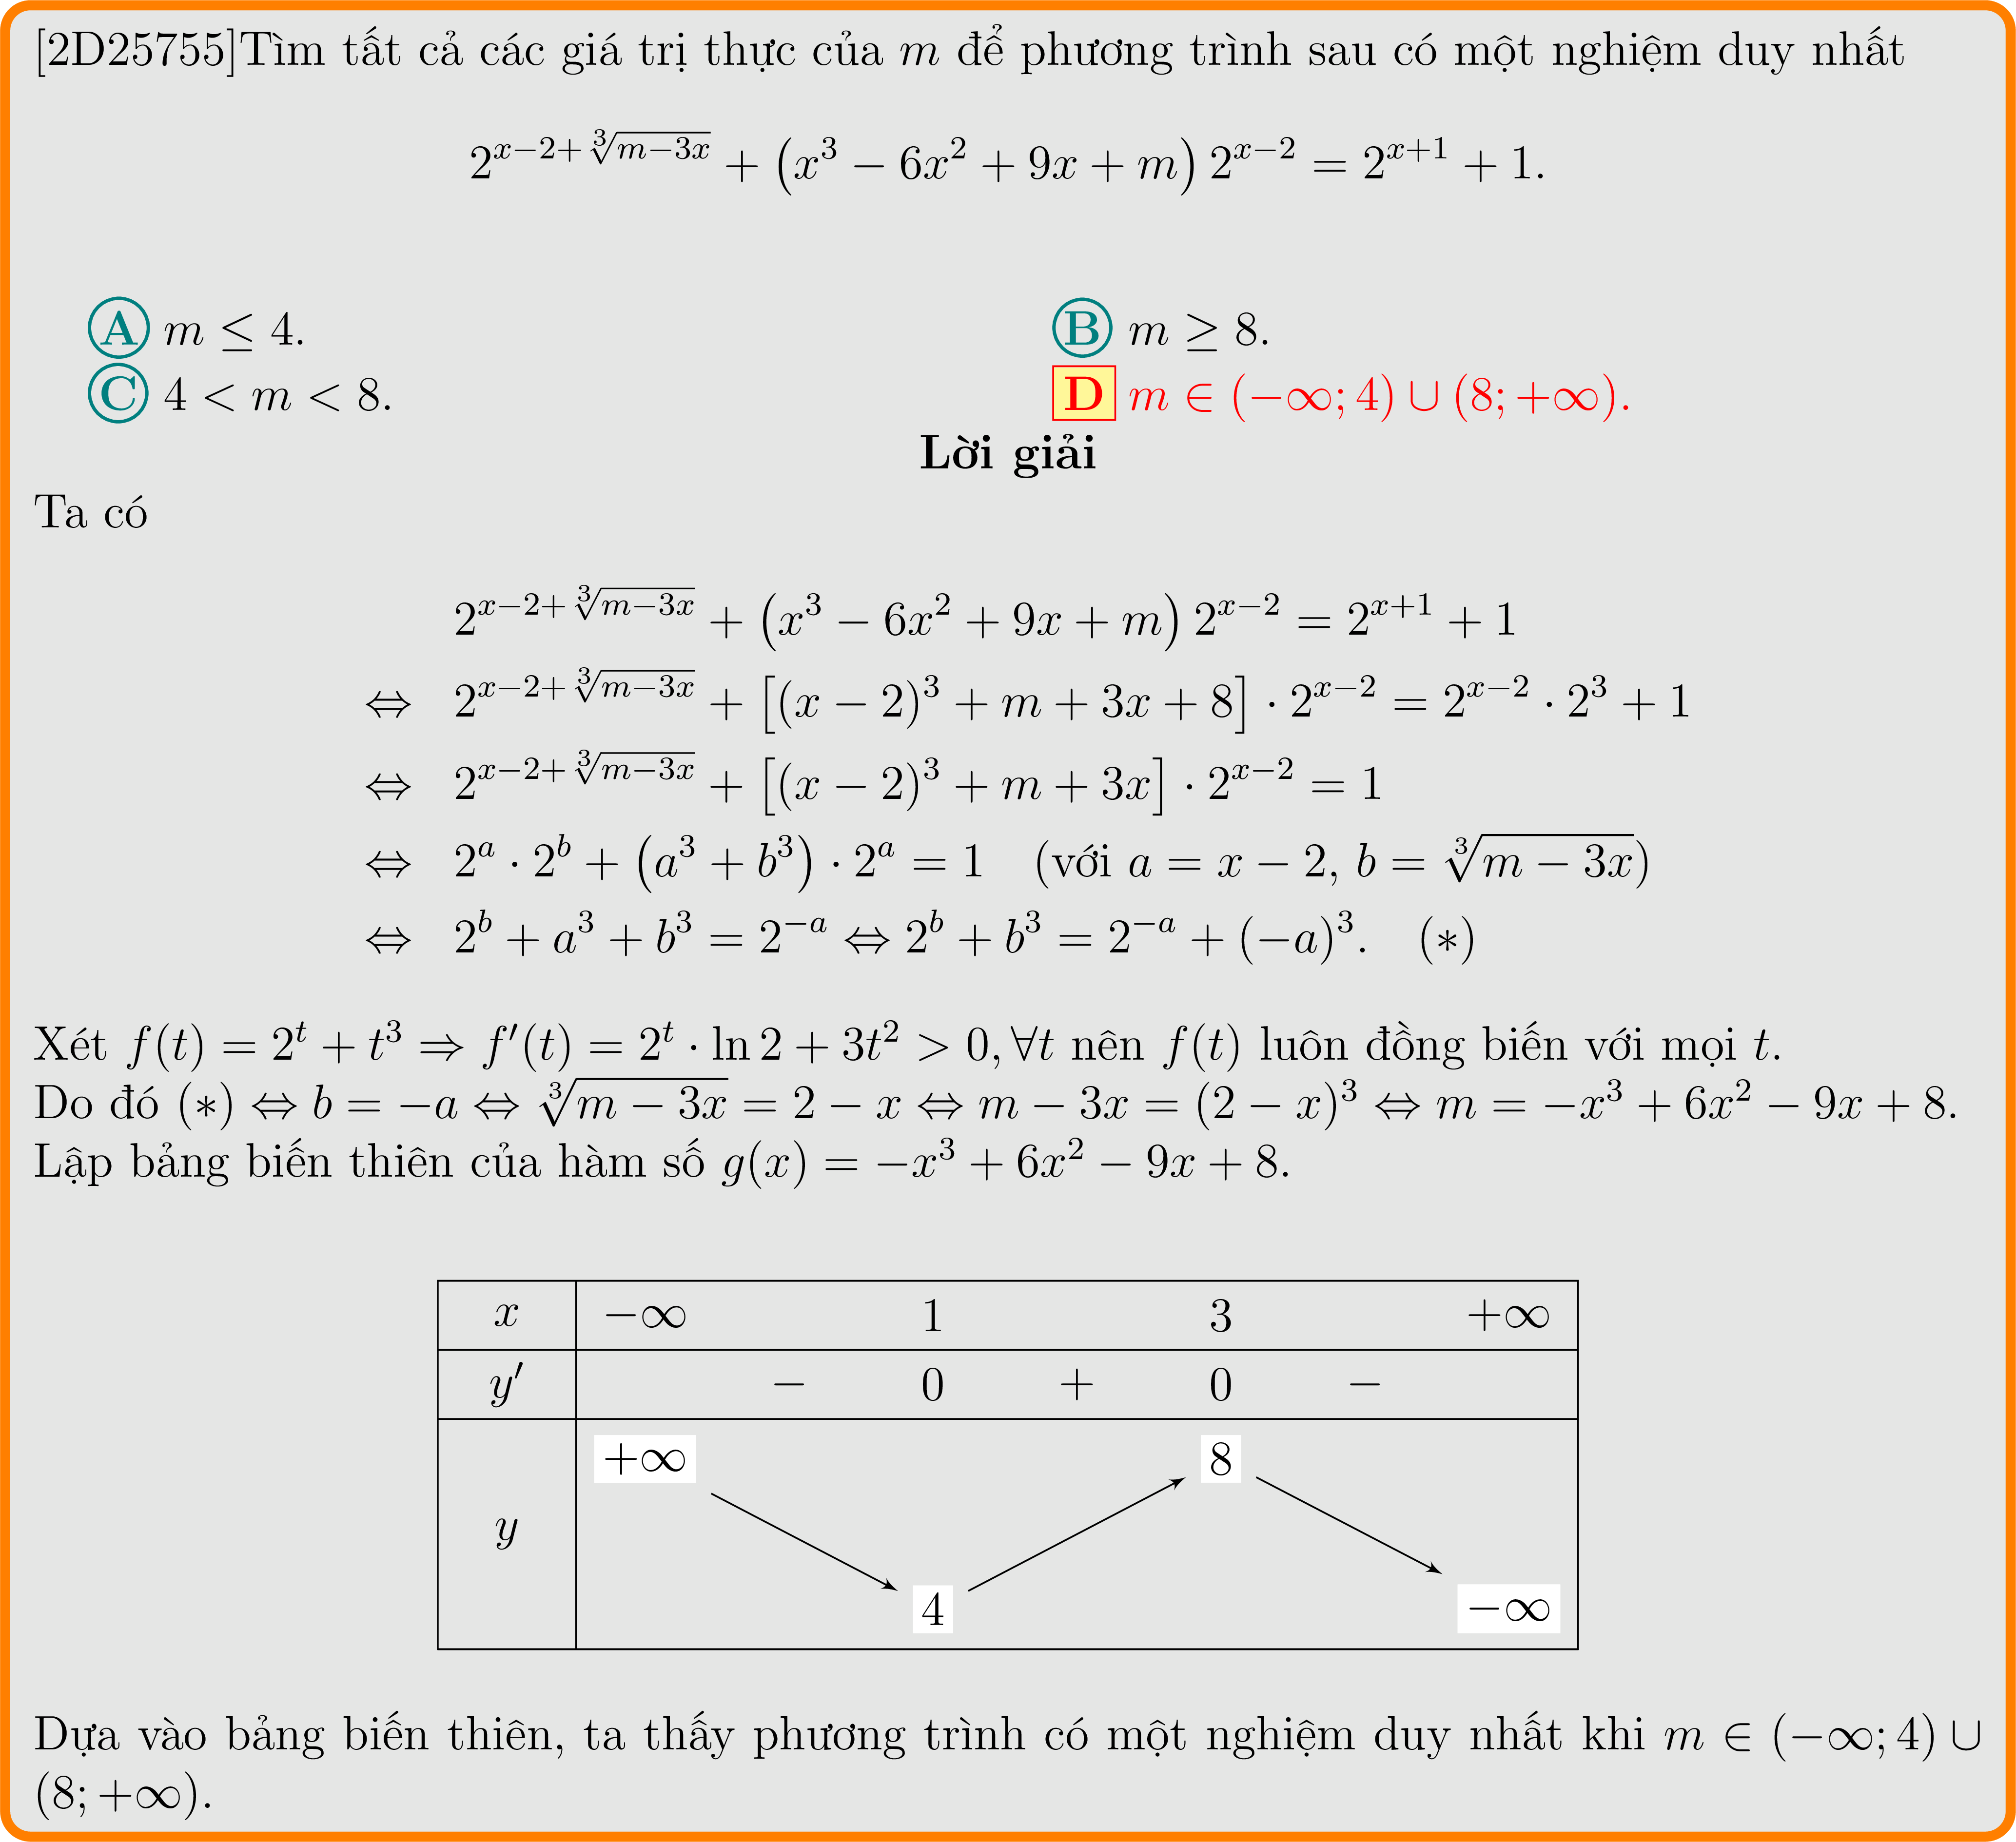 [2D25755]Tìm tất cả các giá trị thực của $m$ để phương trình sau có một nghiệm duy nhất
$2^{x-2+\sqrt[3]{m-3x}} + \left(x^3 - 6x^2 + 9x + m\right) 2^{x-2} = 2^{x+1} + 1.$
A $m \leq 4.$ B $m \geq 8.$
C $4 < m < 8.$ D $m \in (-\infty; 4) \cup (8; +\infty).$
Lời giải
Ta có
$2^{x-2+\sqrt[3]{m-3x}} + \left(x^3 - 6x^2 + 9x + m\right) 2^{x-2} = 2^{x+1} + 1$
$\Leftrightarrow 2^{x-2+\sqrt[3]{m-3x}} + \left[(x-2)^3 + m + 3x + 8\right] \cdot 2^{x-2} = 2^{x-2} \cdot 2^3 + 1$
$\Leftrightarrow 2^{x-2+\sqrt[3]{m-3x}} + \left[(x-2)^3 + m + 3x\right] \cdot 2^{x-2} = 1$
$\Leftrightarrow 2^a \cdot 2^b + \left(a^3 + b^3\right) \cdot 2^a = 1$ (với $a = x - 2, b = \sqrt[3]{m-3x}$)
$\Leftrightarrow 2^b + a^3 + b^3 = 2^{-a} \Leftrightarrow 2^b + b^3 = 2^{-a} + (-a)^3.$ $(*)$
Xét $f(t) = 2^t + t^3 \Rightarrow f'(t) = 2^t \cdot \ln 2 + 3t^2 > 0, \forall t$ nên $f(t)$ luôn đồng biến với mọi $t$.
Do đó $(*) \Leftrightarrow b = -a \Leftrightarrow \sqrt[3]{m-3x} = 2 - x \Leftrightarrow m - 3x = (2-x)^3 \Leftrightarrow m = -x^3 + 6x^2 - 9x + 8.$
Lập bảng biến thiên của hàm số $g(x) = -x^3 + 6x^2 - 9x + 8.$
$x$ $-\infty$ 1 3 $+\infty$
$y'$ − 0 + 0 −
$+\infty$ 8
$y$
4 $-\infty$
Dựa vào bảng biến thiên, ta thấy phương trình có một nghiệm duy nhất khi $m \in (-\infty; 4) \cup$
$(8; +\infty).$